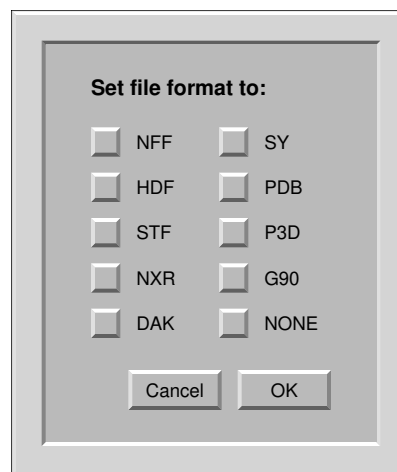 Set file format to:
NFF SY
HDF PDB
STF P3D
NXR G90
DAK NONE
Cancel OK